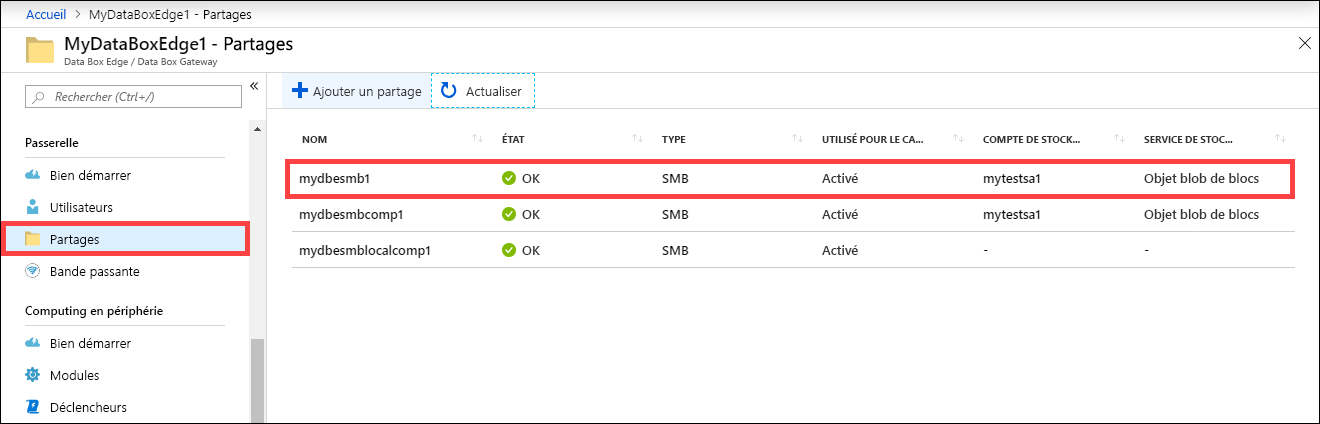 Accueil > MyDataBoxEdge1 - Partages
MyDataBoxEdge1 - Partages
Data Box Edge / Data Box Gateway
Rechercher (Ctrl+/)
«
Passerelle
Bien démarrer
Utilisateurs
Partages
Bande passante
Computing en périphérie
Bien démarrer
Modules
Déclencheurs
Ajouter un partage Actualiser
NOM ÉTAT TYPE UTILISÉ POUR LE CA... COMPTE DE STOCK... SERVICE DE STOC...
mydbesmb1 OK SMB Activé mytestsa1 Objet blob de blocs
mydbesmbcomp1 OK SMB Activé mytestsa1 Objet blob de blocs
mydbesmblocalcomp1 OK SMB Activé - -